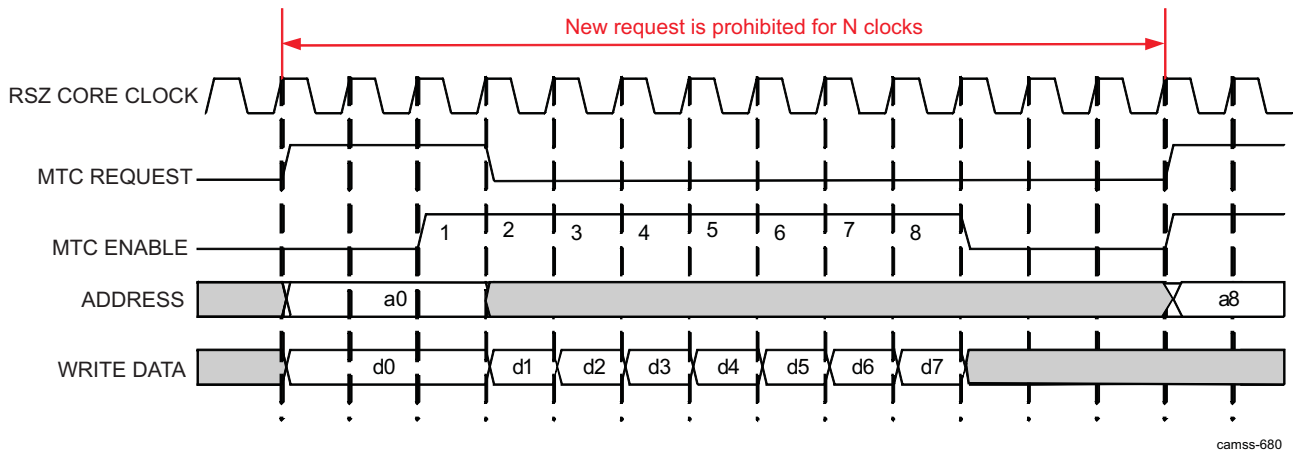 New request is prohibited for N clocks
RSZ CORE CLOCK
MTC REQUEST
MTC ENABLE 1 2 3 4 5 6 7 8
ADDRESS a0 a8
WRITE DATA d0 d1 d2 d3 d4 d5 d6 d7
camss-680